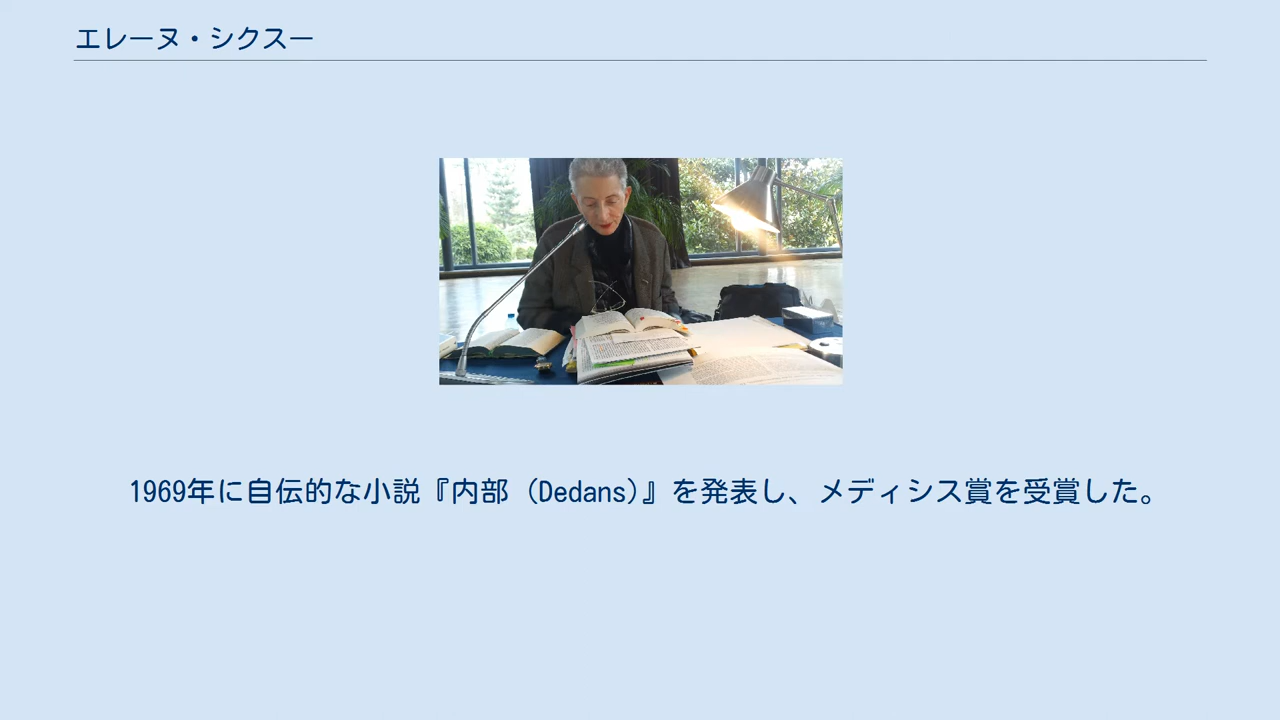 エレーヌ・シクスー
1969年に自伝的な小説『内部（Dedans）』を発表し、メディシス賞を受賞した。